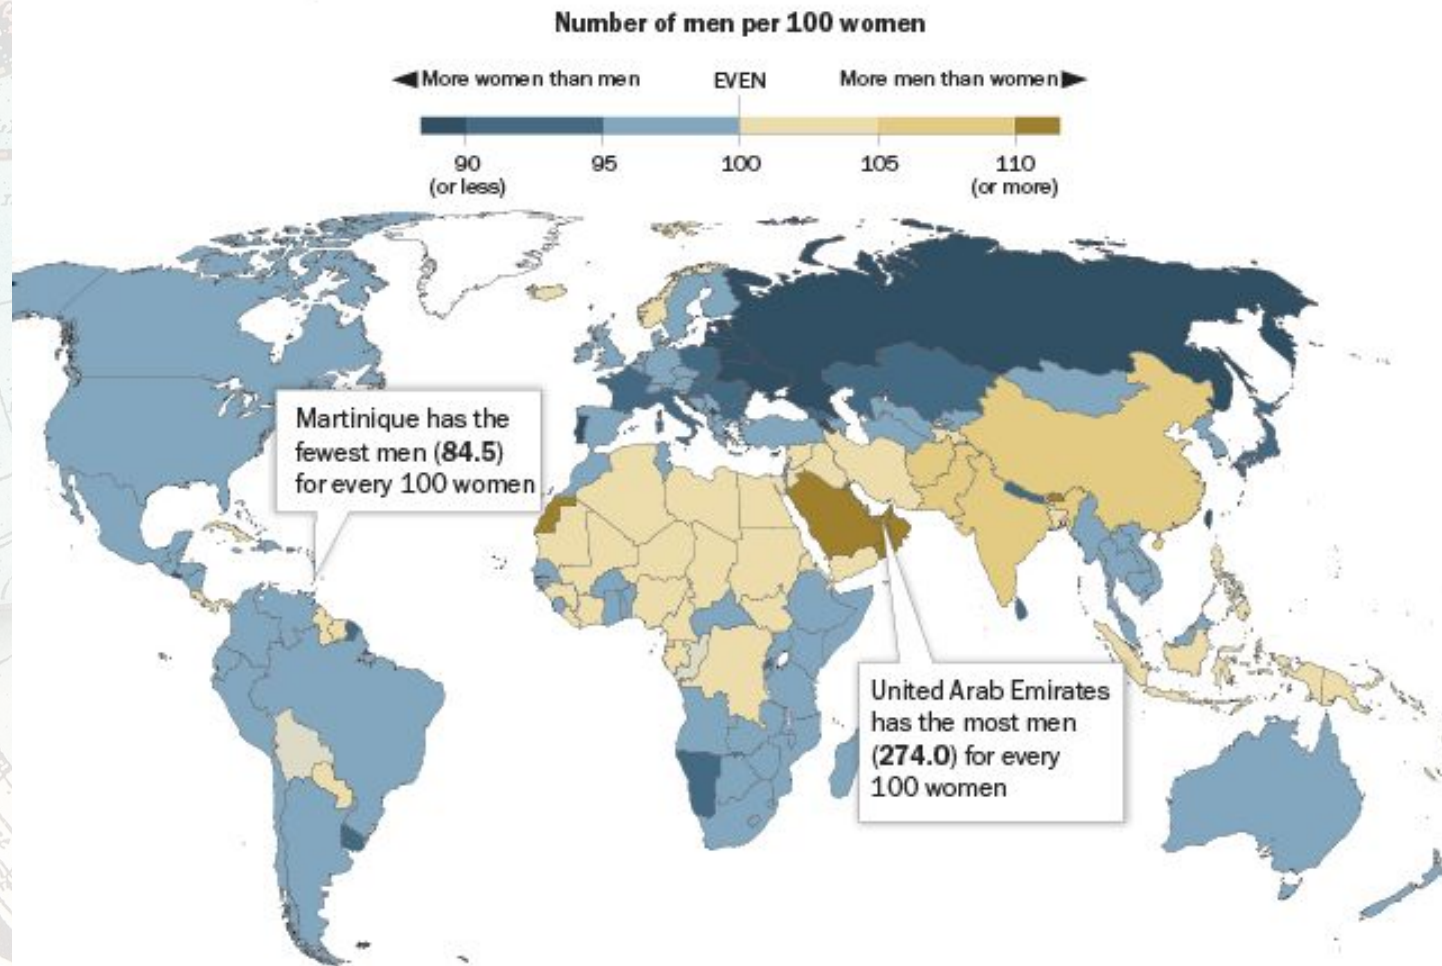 Number of men per 100 women
◀More women than men EVEN More men than women▶
90 95 100 105 110
(or less) (or more)
Martinique has the
fewest men (84.5)
for every 100 women
United Arab Emirates
has the most men
(274.0) for every
100 women